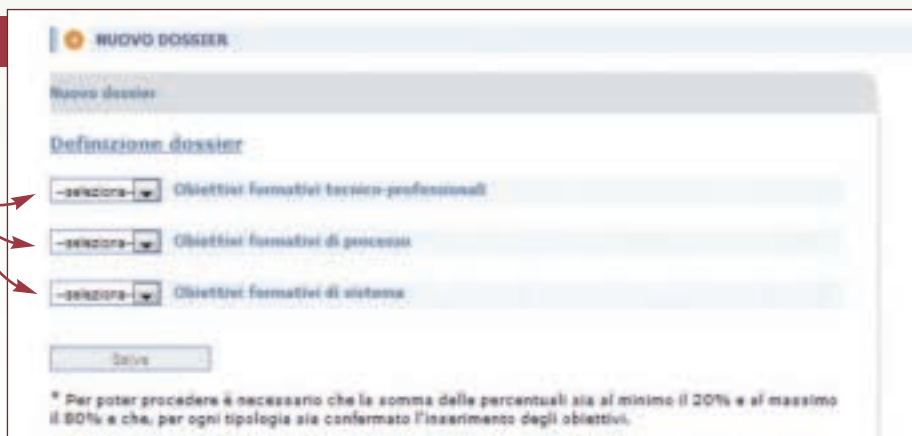 NUOVO DOSSIER
Nuovo dossier
Definizione dossier
--seleziona-- Obiettivi formativi tecnico-professionali
--seleziona-- Obiettivi formativi di processo
--seleziona-- Obiettivi formativi di sistema
Salva
* Per poter procedere è necessario che la somma delle percentuali sia al minimo il 20% e al massimo
il 80% e che, per ogni tipologia sia confermato l'inserimento degli obiettivi.